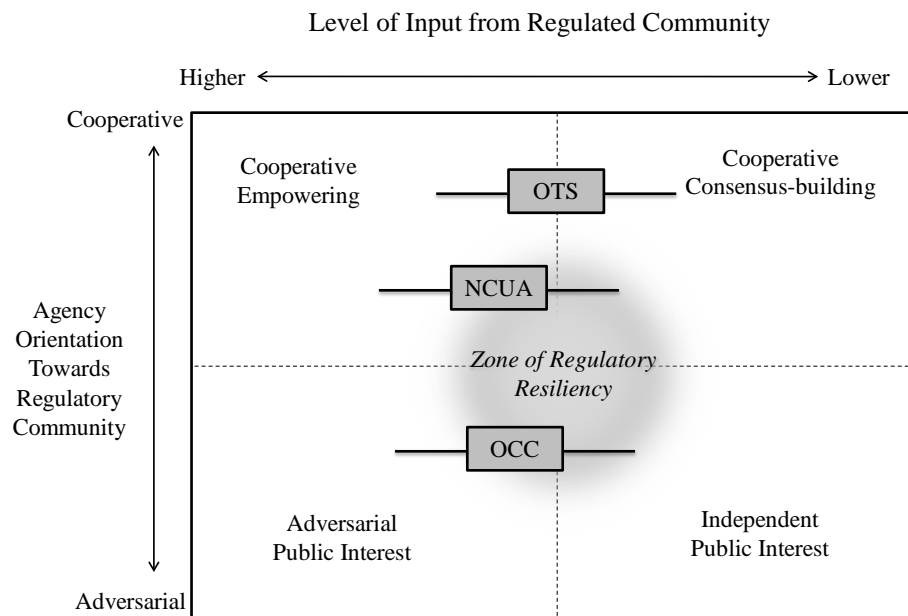 Level of Input from Regulated Community
Higher
Lower
Cooperative
Cooperative
Empowering
Cooperative
Consensus-building
OTS
NCUA
Agency
Orientation
Towards
Regulatory
Community
Zone of Regulatory
Resiliency
OCC
Adversarial
Public Interest
Independent
Public Interest
Adversarial